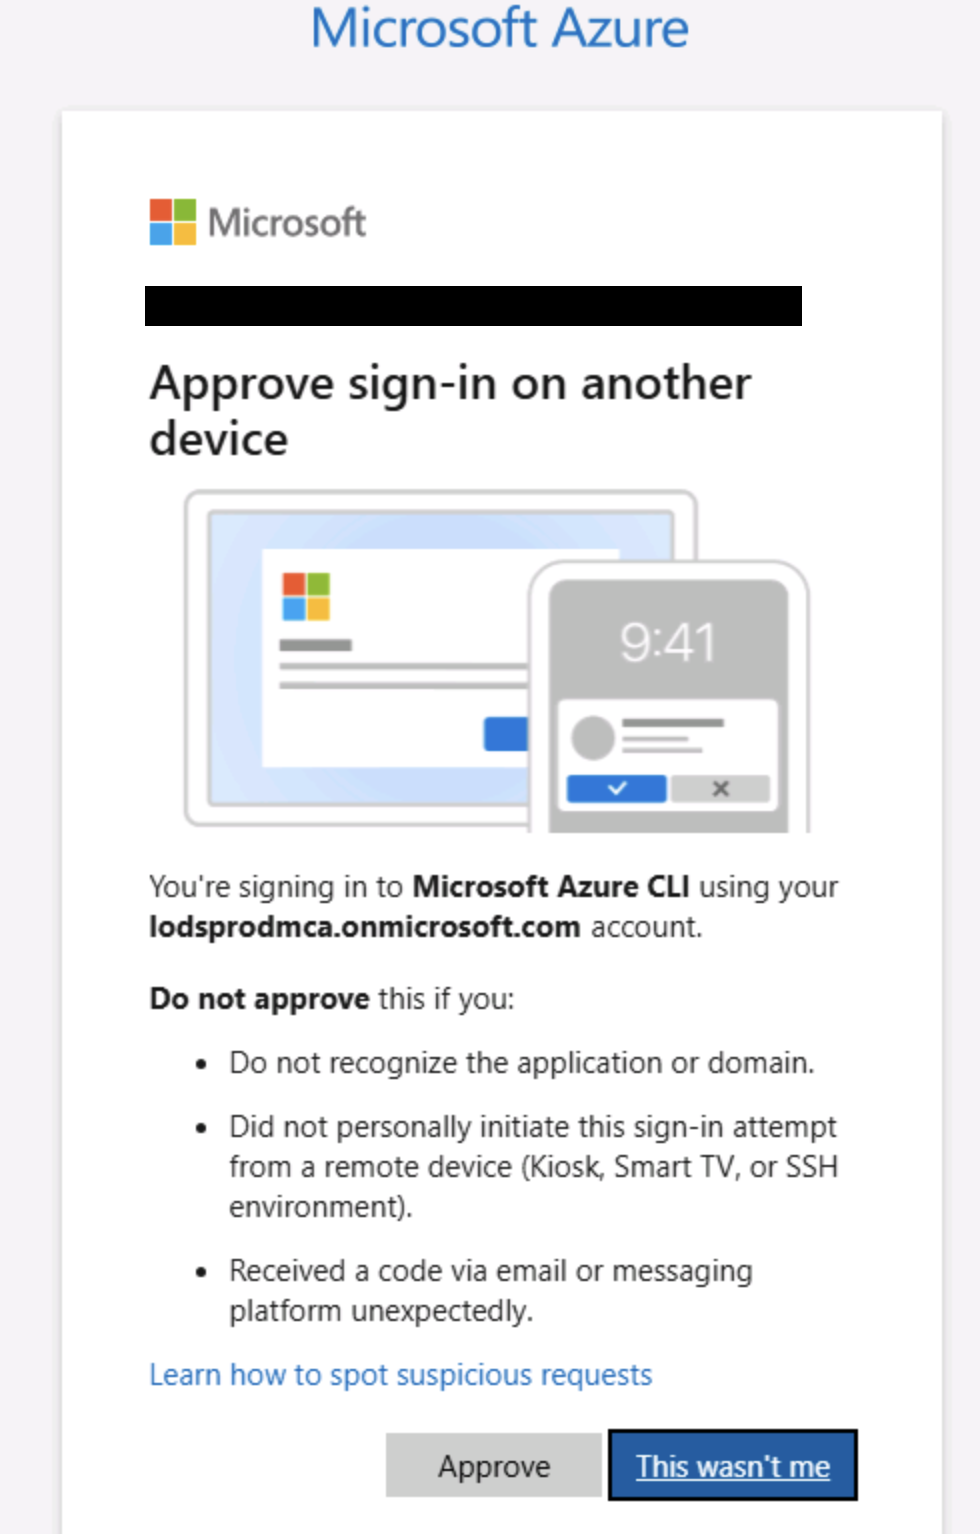 Microsoft Azure
Microsoft
Approve sign-in on another
device
9:41
You're signing in to Microsoft Azure CLI using your
lodsprodmca.onmicrosoft.com account.
Do not approve this if you:
• Do not recognize the application or domain.
• Did not personally initiate this sign-in attempt
from a remote device (Kiosk, Smart TV, or SSH
environment).
• Received a code via email or messaging
platform unexpectedly.
Learn how to spot suspicious requests
Approve
This wasn't me